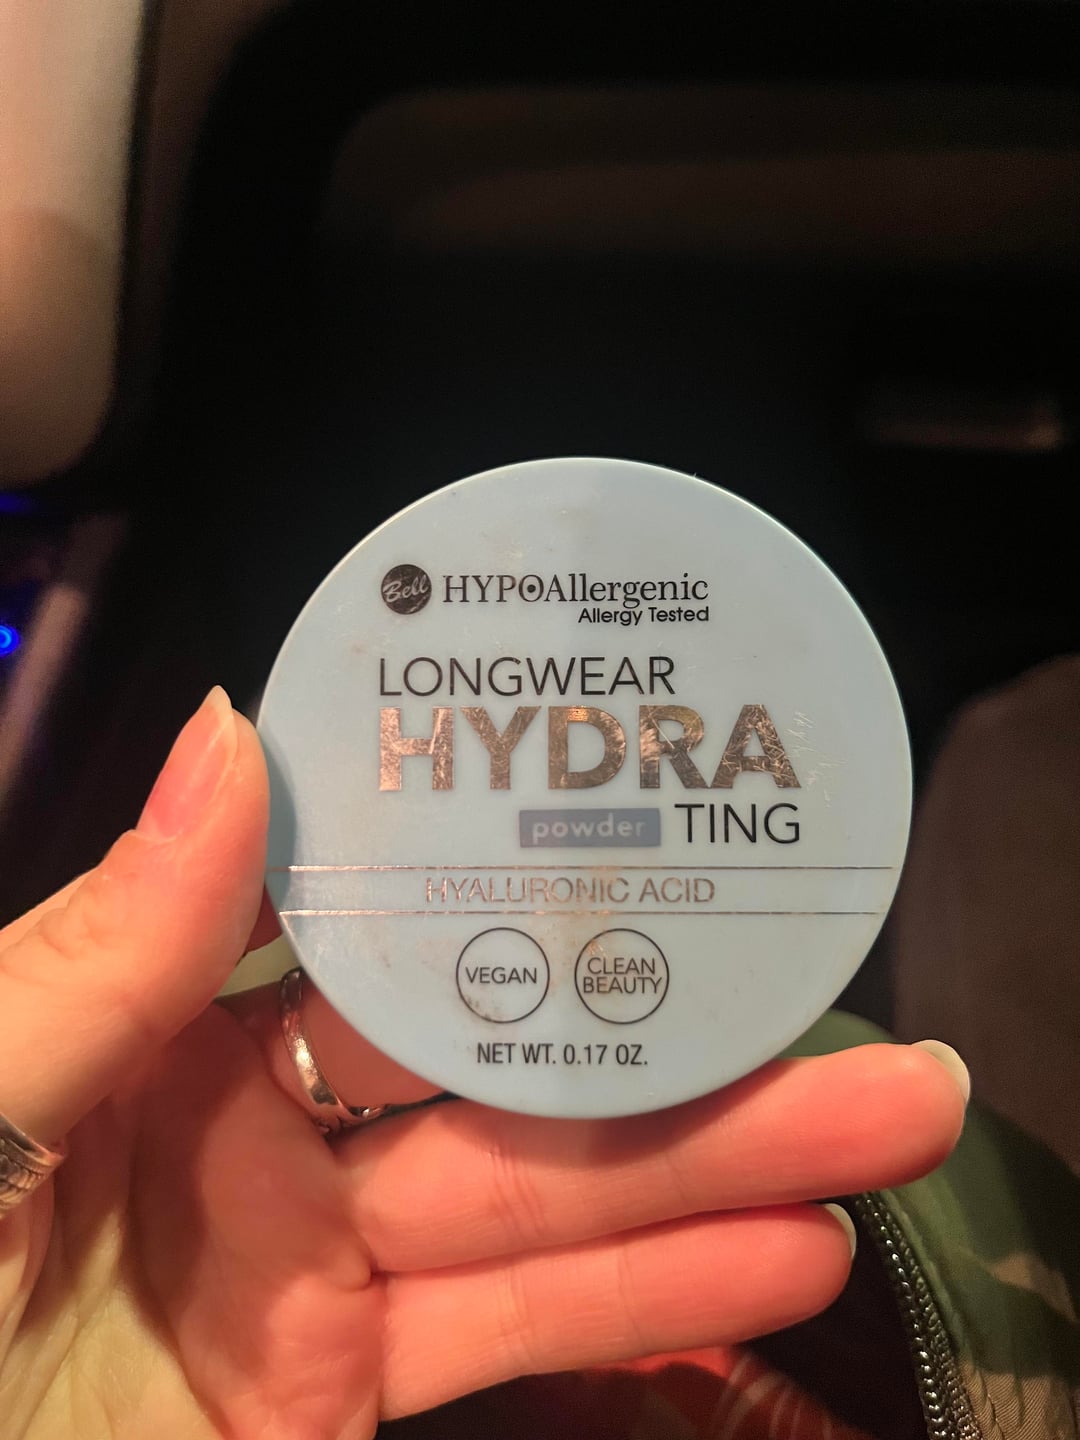 Bell HYPOAllergenic
Allergy Tested
LONGWEAR
HYDRA
powder TING
HYALURONIC ACID
VEGAN
CLEAN
BEAUTY
NET WT. 0.17 OZ.